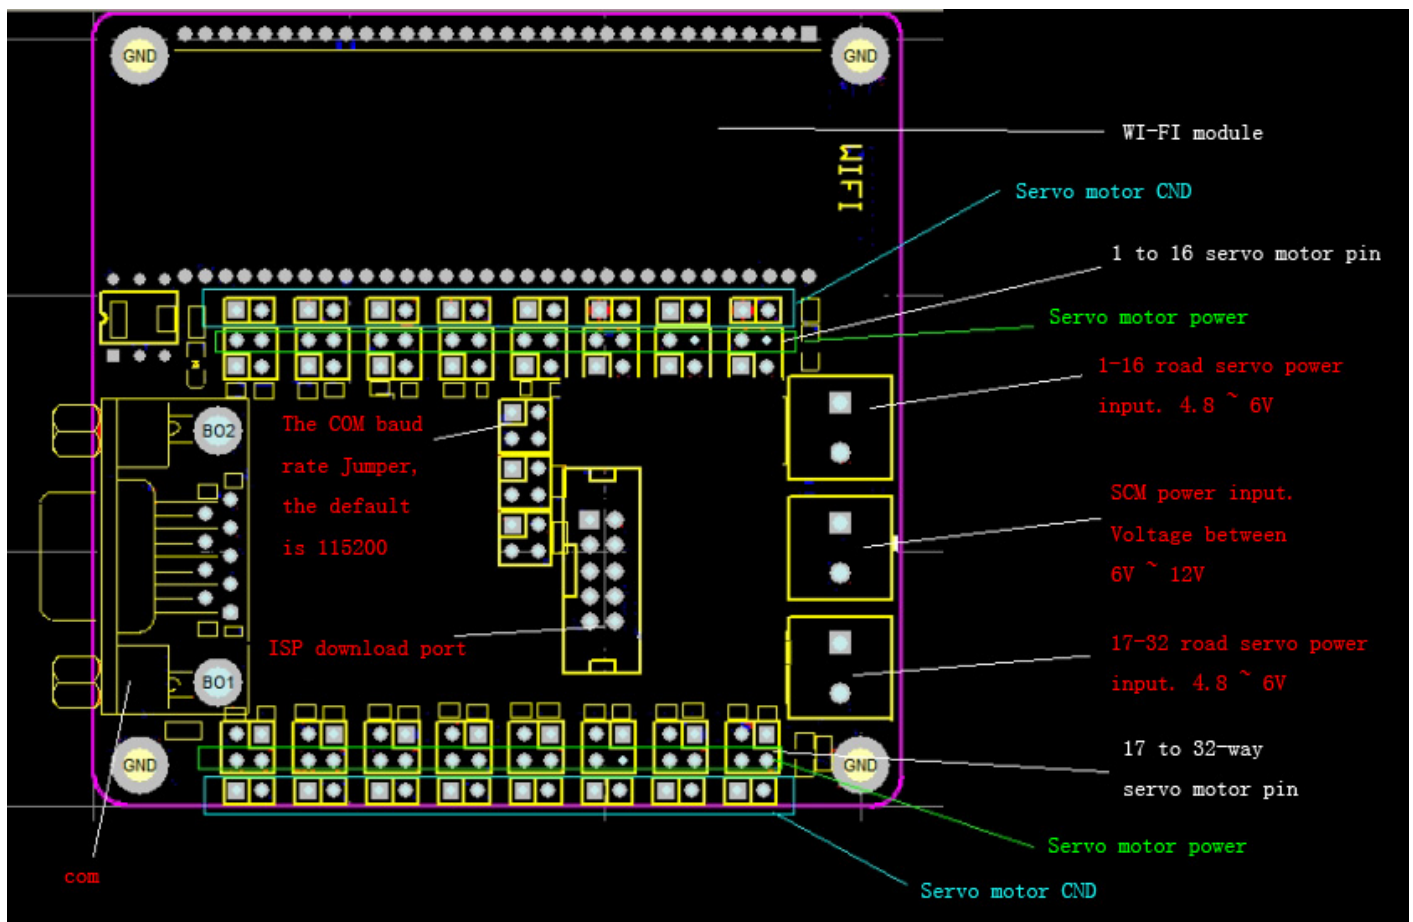 GND
GND
WI-FI module
WIFI
Servo motor CND
1 to 16 servo motor pin
Servo motor power
1-16 road servo power
input. 4.8 ~ 6V
BO2
The COM baud
rate Jumper,
the default
is 115200
SCM power input.
Voltage between
6V ~ 12V
ISP download port
17-32 road servo power
input. 4.8 ~ 6V
BO1
GND
GND
17 to 32-way
servo motor pin
Servo motor power
com
Servo motor CND